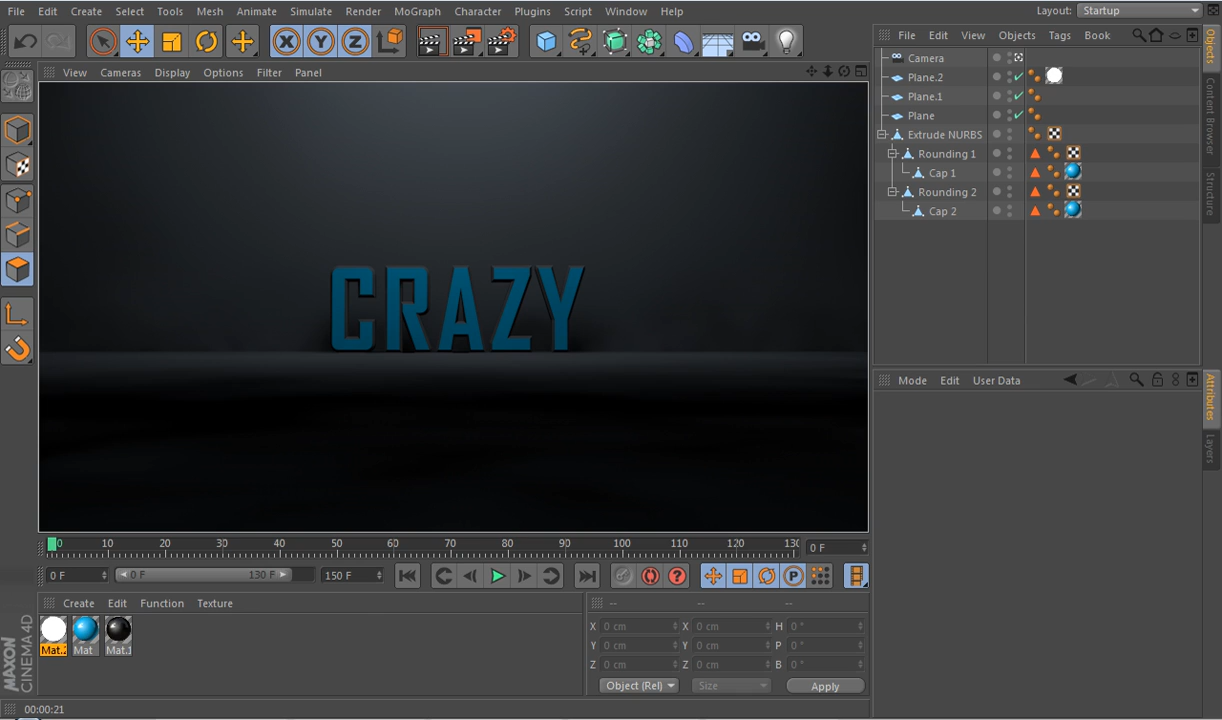 File Edit Create Select Tools Mesh Animate Simulate Render MoGraph Character Plugins Script Window Help Layout: Startup
X Y Z
File Edit View Objects Tags Book
View Cameras Display Options Filter Panel
Camera
Plane.2
Plane.1
Plane
Extrude NURBS
Rounding 1
Cap 1
Rounding 2
Cap 2
Objects
Content Browser
Structure
CRAZY
Mode Edit User Data
Attributes
Layers
0 10 20 30 40 50 60 70 80 90 100 110 120 130 0 F
0 F 0 F 130 F 150 F P
Create Edit Function Texture
-- -- --
Mat.2 Mat Mat.1
X 0 cm X 0 cm H 0 °
Y 0 cm Y 0 cm P 0 °
Z 0 cm Z 0 cm B 0 °
Object (Rel) Size Apply
MAXON
CINEMA 4D
00:00:21